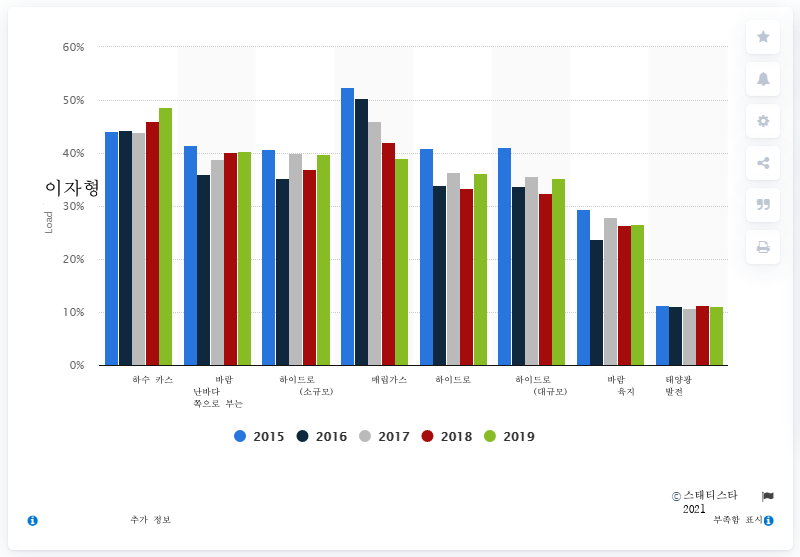 60%
50%
40%
이자형
30%
Load
20%
10%
0%
하수 카스
바람
난바다
쪽으로 부는
하이드로
(소규모)
매립가스
하이드로
하이드로
(대규모)
바람
육지
태양광
발전
2015 2016 2017 2018 2019
© 스태티스타
2021
추가 정보
부족함 표시